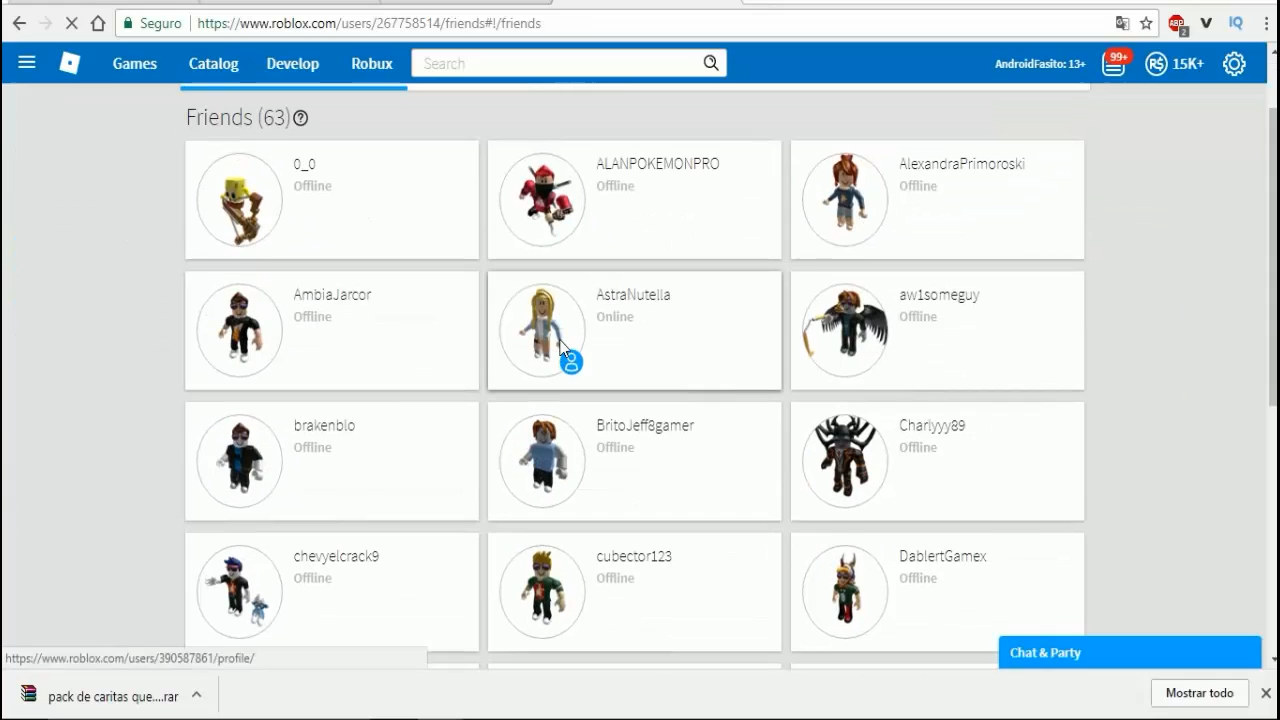 Seguro https://www.roblox.com/users/267758514/friends#!/friends
2
Games Catalog Develop Robux Search AndroidFasito: 13+ 99+ R$ 15K+
Friends (63)
0_0 ALANPOKEMONPRO AlexandraPrimoroski
Offline Offline Offline
AmbiaJarcor AstraNutella aw1someguy
Offline Online Offline
brakenblo BritoJeff8gamer Charlyyy89
Offline Offline Offline
chevyelcrack9 cubector123 DablertGamex
Offline Offline Offline
Chat & Party
https://www.roblox.com/users/390587861/profile/
pack de caritas que....rar Mostrar todo